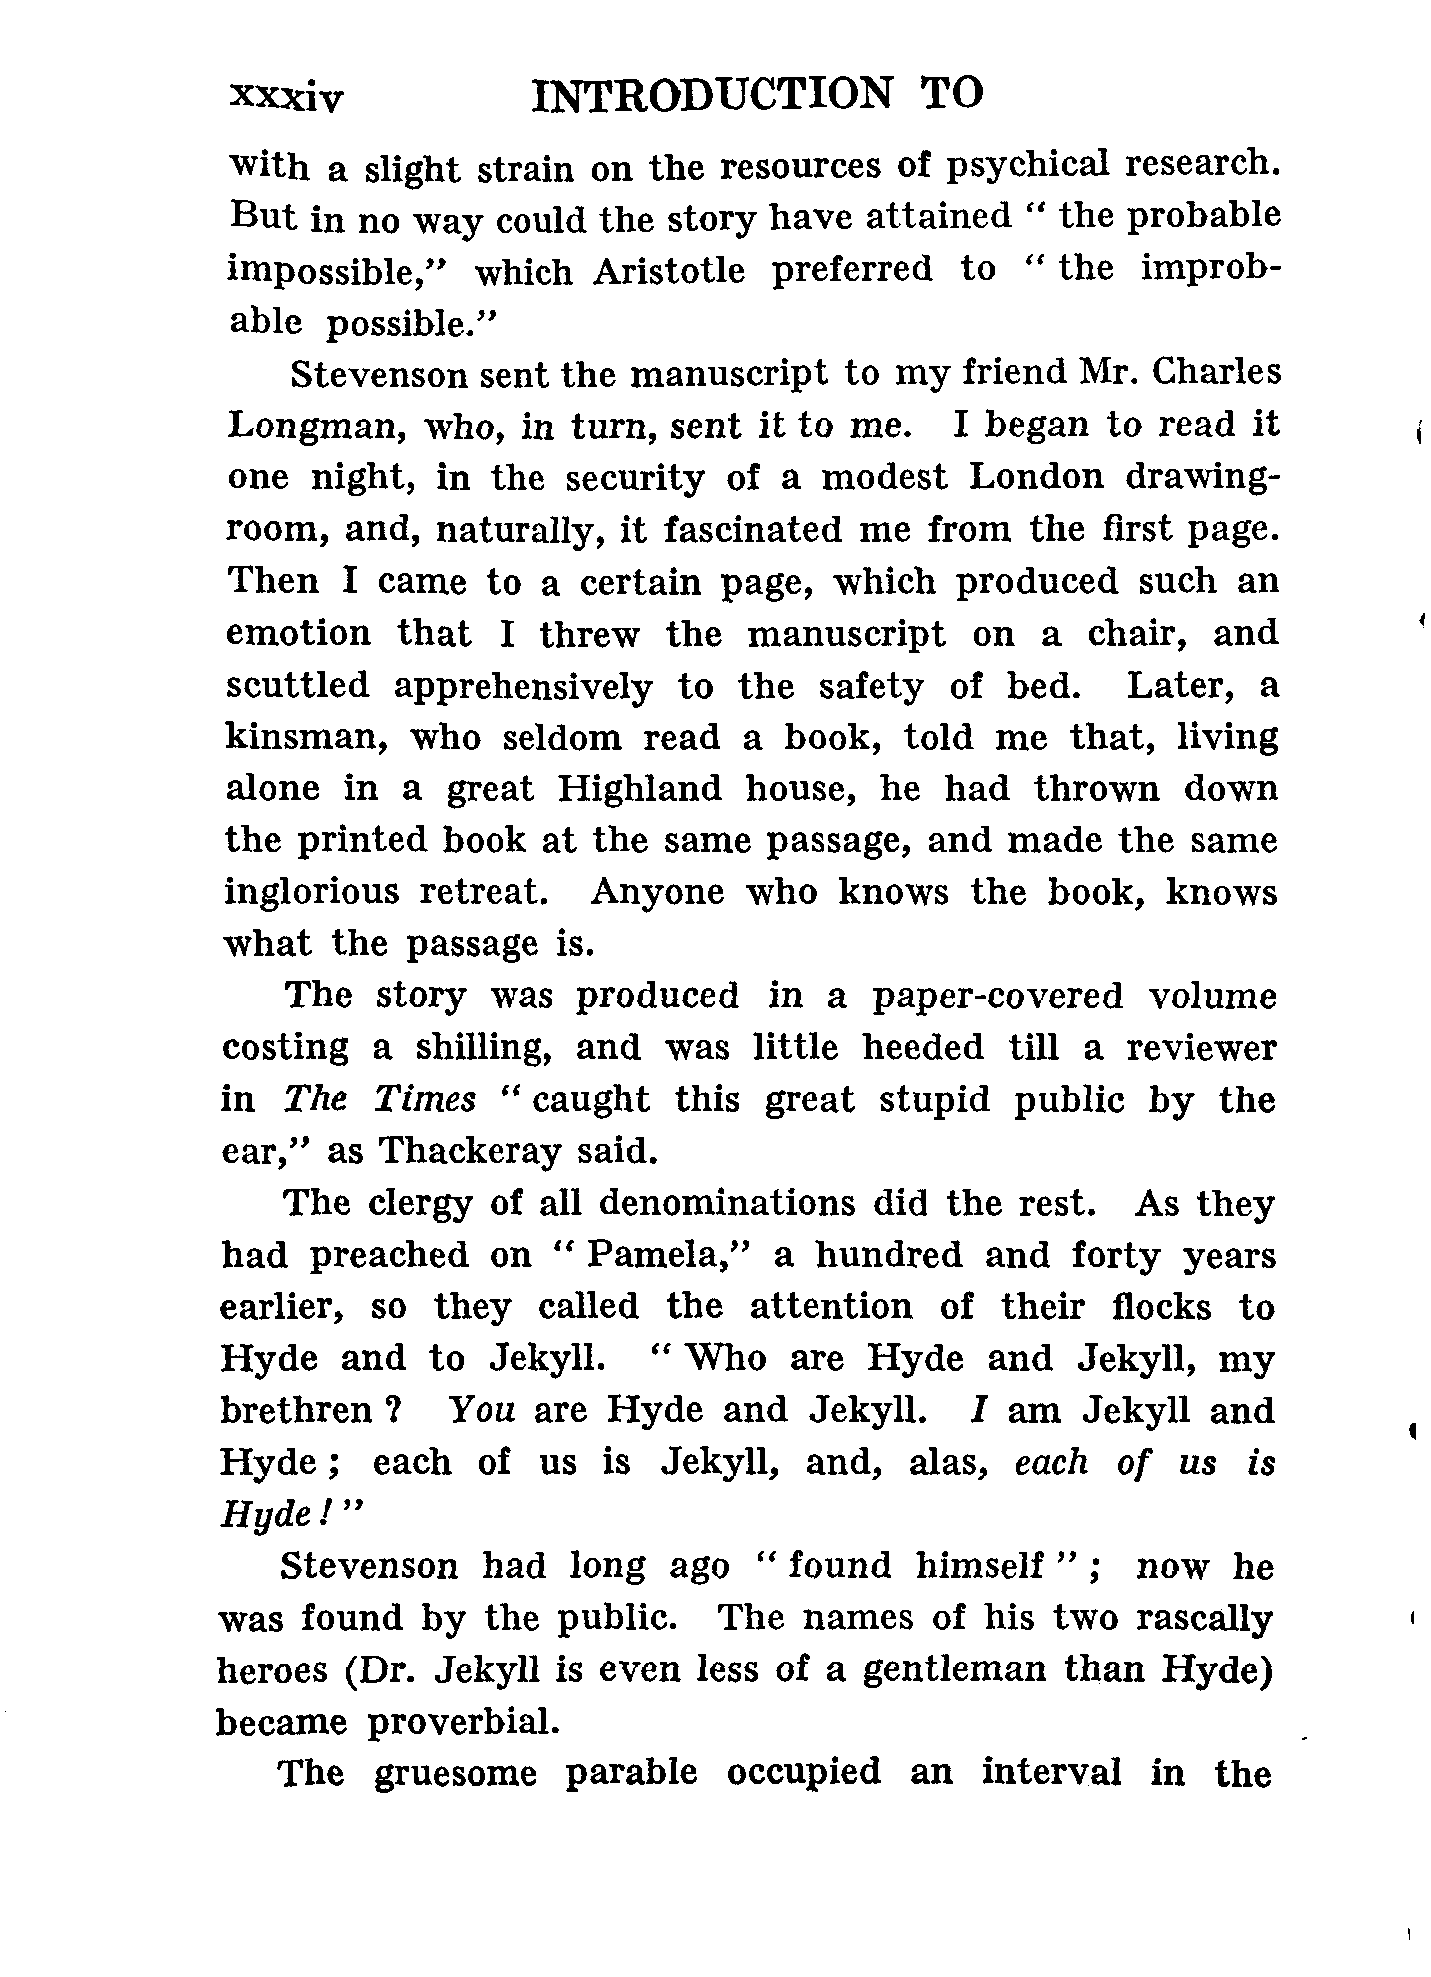 xxxiv INTRODUCTION TO
with a slight strain on the resources of psychical research.
But in no way could the story have attained “ the probable
impossible,” which Aristotle preferred to “ the improb-
able possible.”
Stevenson sent the manuscript to my friend Mr. Charles
Longman, who, in turn, sent it to me. I began to read it
one night, in the security of a modest London drawing-
room, and, naturally, it fascinated me from the first page.
Then I came to a certain page, which produced such an
emotion that I threw the manuscript on a chair, and
scuttled apprehensively to the safety of bed. Later, a
kinsman, who seldom read a book, told me that, living
alone in a great Highland house, he had thrown down
the printed book at the same passage, and made the same
inglorious retreat. Anyone who knows the book, knows
what the passage is.
The story was produced in a paper-covered volume
costing a shilling, and was little heeded till a reviewer
in The Times “ caught this great stupid public by the
ear,” as Thackeray said.
The clergy of all denominations did the rest. As they
had preached on “ Pamela,” a hundred and forty years
earlier, so they called the attention of their flocks to
Hyde and to Jekyll. “ Who are Hyde and Jekyll, my
brethren ? You are Hyde and Jekyll. I am Jekyll and
Hyde ; each of us is Jekyll, and, alas, each of us is
Hyde ! ”
Stevenson had long ago “ found himself ” ; now he
was found by the public. The names of his two rascally
heroes (Dr. Jekyll is even less of a gentleman than Hyde)
became proverbial.
The gruesome parable occupied an interval in the